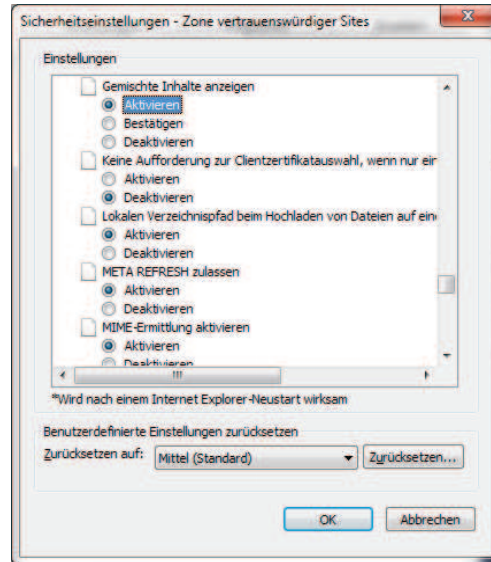 Sicherheitseinstellungen - Zone vertrauenswürdiger Sites
Einstellungen
Gemischte Inhalte anzeigen
Aktivieren
Bestätigen
Deaktivieren
Keine Aufforderung zur Clientzertifikatauswahl, wenn nur ein
Aktivieren
Deaktivieren
Lokalen Verzeichnispfad beim Hochladen von Dateien auf ein
Aktivieren
Deaktivieren
META REFRESH zulassen
Aktivieren
Deaktivieren
MIME-Ermittlung aktivieren
Aktivieren
Deaktivieren
*Wird nach einem Internet Explorer-Neustart wirksam
Benutzerdefinierte Einstellungen zurücksetzen
Zurücksetzen auf: Mittel (Standard) Zurücksetzen...
OK Abbrechen